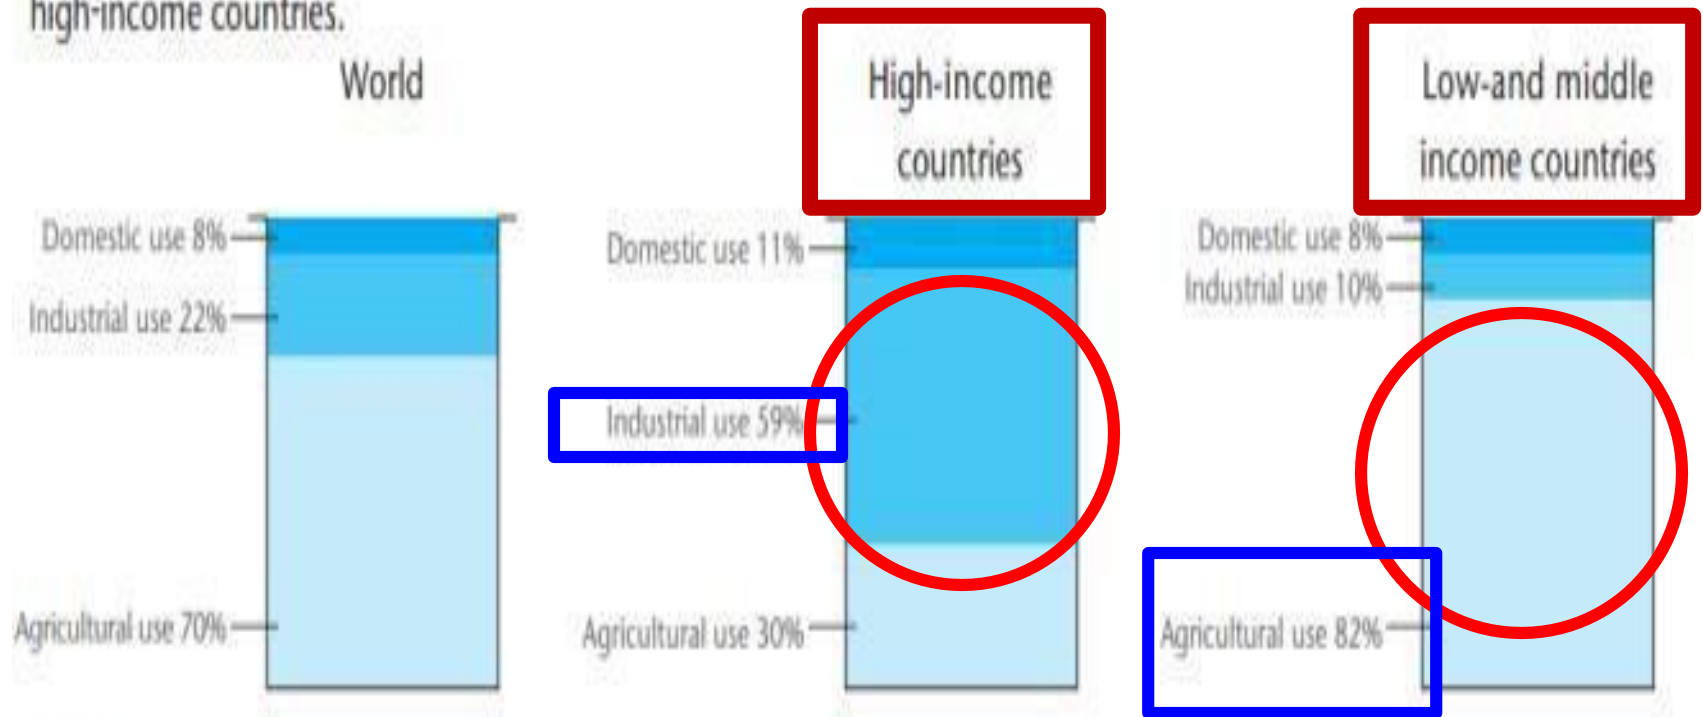 high-income countries.
World
Domestic use 8%
Industrial use 22%
Agricultural use 70%
High-income
countries
Domestic use 11%
Industrial use 59%
Agricultural use 30%
Low-and middle
income countries
Domestic use 8%
Industrial use 10%
Agricultural use 82%